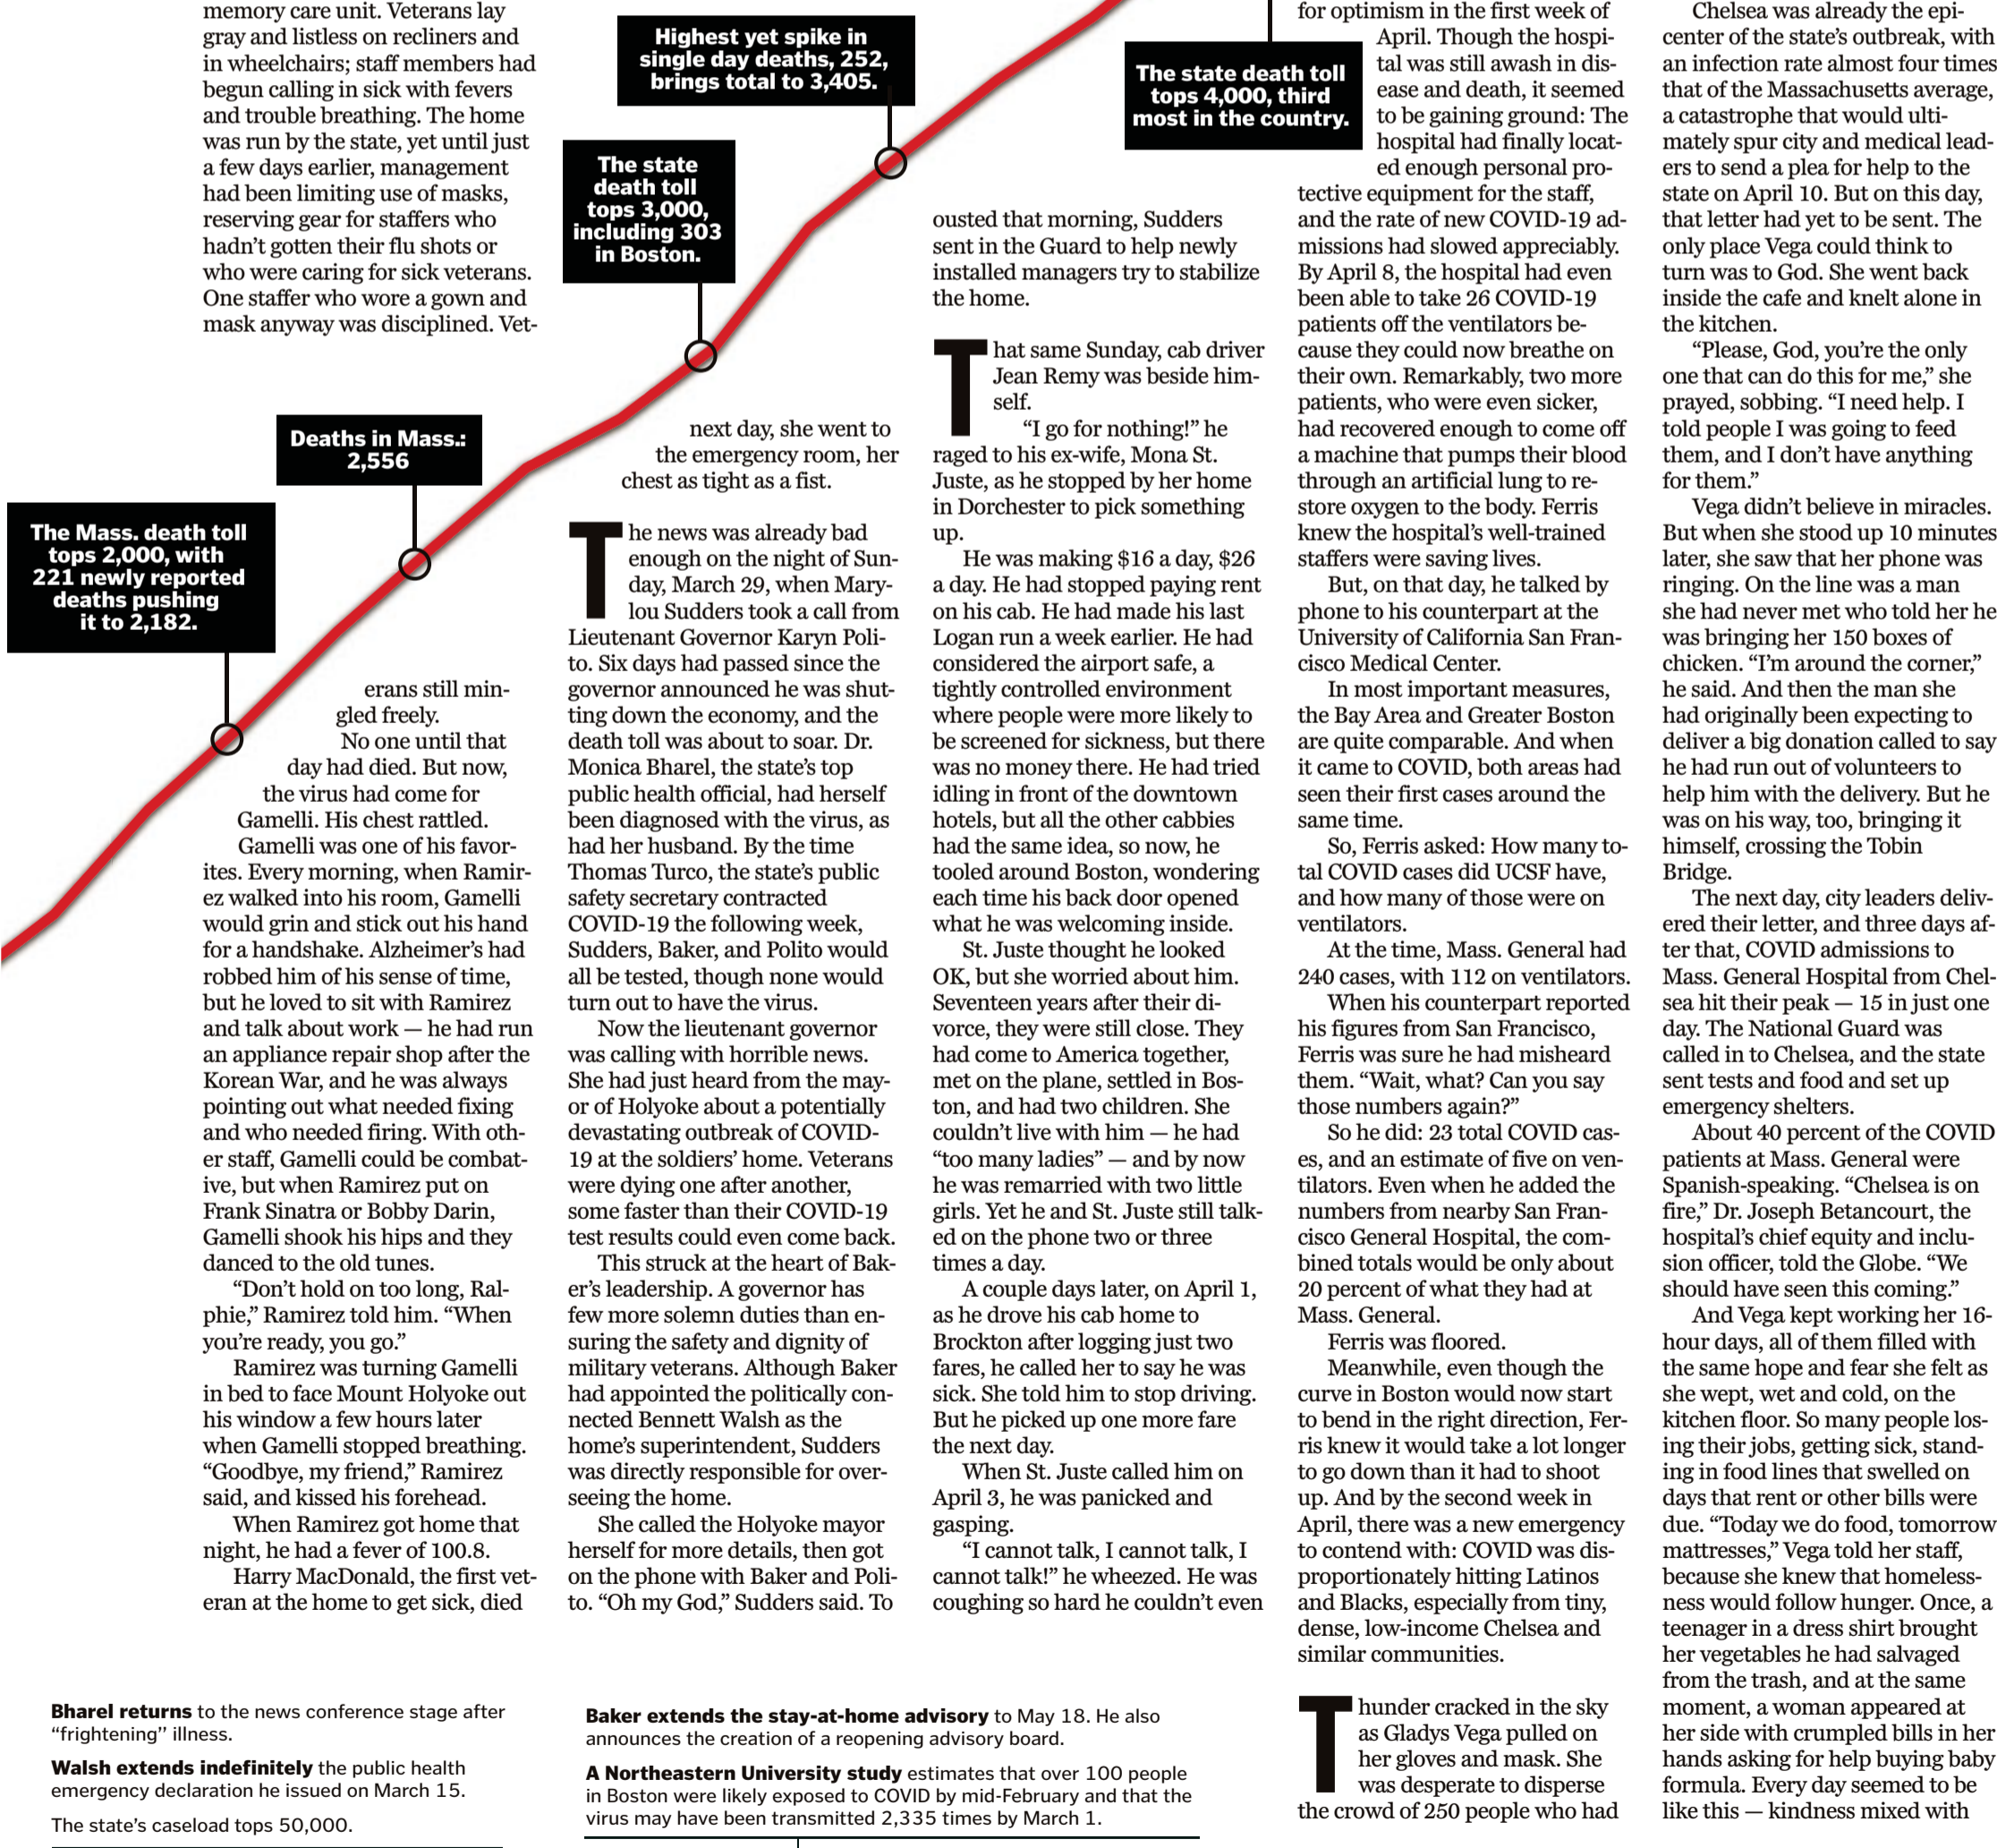 memory care unit. Veterans lay
gray and listless on recliners and
in wheelchairs; staff members had
begun calling in sick with fevers
and trouble breathing. The home
was run by the state, yet until just
a few days earlier, management
had been limiting use of masks,
reserving gear for staffers who
hadn’t gotten their flu shots or
who were caring for sick veterans.
One staffer who wore a gown and
mask anyway was disciplined. Vet-
erans still min-
gled freely.
No one until that
day had died. But now,
the virus had come for
Gamelli. His chest rattled.
Gamelli was one of his favor-
ites. Every morning, when Ramir-
ez walked into his room, Gamelli
would grin and stick out his hand
for a handshake. Alzheimer’s had
robbed him of his sense of time,
but he loved to sit with Ramirez
and talk about work — he had run
an appliance repair shop after the
Korean War, and he was always
pointing out what needed fixing
and who needed firing. With oth-
er staff, Gamelli could be combat-
ive, but when Ramirez put on
Frank Sinatra or Bobby Darin,
Gamelli shook his hips and they
danced to the old tunes.
“Don’t hold on too long, Ral-
phie,” Ramirez told him. “When
you’re ready, you go.”
Ramirez was turning Gamelli
in bed to face Mount Holyoke out
his window a few hours later
when Gamelli stopped breathing.
“Goodbye, my friend,” Ramirez
said, and kissed his forehead.
When Ramirez got home that
night, he had a fever of 100.8.
Harry MacDonald, the first vet-
eran at the home to get sick, died
next day, she went to
the emergency room, her
chest as tight as a fist.
The news was already bad
enough on the night of Sun-
day, March 29, when Mary-
lou Sudders took a call from
Lieutenant Governor Karyn Poli-
to. Six days had passed since the
governor announced he was shut-
ting down the economy, and the
death toll was about to soar. Dr.
Monica Bharel, the state’s top
public health official, had herself
been diagnosed with the virus, as
had her husband. By the time
Thomas Turco, the state’s public
safety secretary contracted
COVID-19 the following week,
Sudders, Baker, and Polito would
all be tested, though none would
turn out to have the virus.
Now the lieutenant governor
was calling with horrible news.
She had just heard from the may-
or of Holyoke about a potentially
devastating outbreak of COVID-
19 at the soldiers’ home. Veterans
were dying one after another,
some faster than their COVID-19
test results could even come back.
This struck at the heart of Bak-
er’s leadership. A governor has
few more solemn duties than en-
suring the safety and dignity of
military veterans. Although Baker
had appointed the politically con-
nected Bennett Walsh as the
home’s superintendent, Sudders
was directly responsible for over-
seeing the home.
She called the Holyoke mayor
herself for more details, then got
on the phone with Baker and Poli-
to. “Oh my God,” Sudders said. To
ousted that morning, Sudders
sent in the Guard to help newly
installed managers try to stabilize
the home.
That same Sunday, cab driver
Jean Remy was beside him-
self.
“I go for nothing!” he
raged to his ex-wife, Mona St.
Juste, as he stopped by her home
in Dorchester to pick something
up.
He was making $16 a day, $26
a day. He had stopped paying rent
on his cab. He had made his last
Logan run a week earlier. He had
considered the airport safe, a
tightly controlled environment
where people were more likely to
be screened for sickness, but there
was no money there. He had tried
idling in front of the downtown
hotels, but all the other cabbies
had the same idea, so now, he
tooled around Boston, wondering
each time his back door opened
what he was welcoming inside.
St. Juste thought he looked
OK, but she worried about him.
Seventeen years after their di-
vorce, they were still close. They
had come to America together,
met on the plane, settled in Bos-
ton, and had two children. She
couldn’t live with him — he had
“too many ladies” — and by now
he was remarried with two little
girls. Yet he and St. Juste still talk-
ed on the phone two or three
times a day.
A couple days later, on April 1,
as he drove his cab home to
Brockton after logging just two
fares, he called her to say he was
sick. She told him to stop driving.
But he picked up one more fare
the next day.
When St. Juste called him on
April 3, he was panicked and
gasping.
“I cannot talk, I cannot talk, I
cannot talk!” he wheezed. He was
coughing so hard he couldn’t even
for optimism in the first week of
April. Though the hospi-
tal was still awash in dis-
ease and death, it seemed
to be gaining ground: The
hospital had finally locat-
ed enough personal pro-
tective equipment for the staff,
and the rate of new COVID-19 ad-
missions had slowed appreciably.
By April 8, the hospital had even
been able to take 26 COVID-19
patients off the ventilators be-
cause they could now breathe on
their own. Remarkably, two more
patients, who were even sicker,
had recovered enough to come off
a machine that pumps their blood
through an artificial lung to re-
store oxygen to the body. Ferris
knew the hospital’s well-trained
staffers were saving lives.
But, on that day, he talked by
phone to his counterpart at the
University of California San Fran-
cisco Medical Center.
In most important measures,
the Bay Area and Greater Boston
are quite comparable. And when
it came to COVID, both areas had
seen their first cases around the
same time.
So, Ferris asked: How many to-
tal COVID cases did UCSF have,
and how many of those were on
ventilators.
At the time, Mass. General had
240 cases, with 112 on ventilators.
When his counterpart reported
his figures from San Francisco,
Ferris was sure he had misheard
them. “Wait, what? Can you say
those numbers again?”
So he did: 23 total COVID cas-
es, and an estimate of five on ven-
tilators. Even when he added the
numbers from nearby San Fran-
cisco General Hospital, the com-
bined totals would be only about
20 percent of what they had at
Mass. General.
Ferris was floored.
Meanwhile, even though the
curve in Boston would now start
to bend in the right direction, Fer-
ris knew it would take a lot longer
to go down than it had to shoot
up. And by the second week in
April, there was a new emergency
to contend with: COVID was dis-
proportionately hitting Latinos
and Blacks, especially from tiny,
dense, low-income Chelsea and
similar communities.
Thunder cracked in the sky
as Gladys Vega pulled on
her gloves and mask. She
was desperate to disperse
the crowd of 250 people who had
Chelsea was already the epi-
center of the state’s outbreak, with
an infection rate almost four times
that of the Massachusetts average,
a catastrophe that would ulti-
mately spur city and medical lead-
ers to send a plea for help to the
state on April 10. But on this day,
that letter had yet to be sent. The
only place Vega could think to
turn was to God. She went back
inside the cafe and knelt alone in
the kitchen.
“Please, God, you’re the only
one that can do this for me,” she
prayed, sobbing. “I need help. I
told people I was going to feed
them, and I don’t have anything
for them.”
Vega didn’t believe in miracles.
But when she stood up 10 minutes
later, she saw that her phone was
ringing. On the line was a man
she had never met who told her he
was bringing her 150 boxes of
chicken. “I’m around the corner,”
he said. And then the man she
had originally been expecting to
deliver a big donation called to say
he had run out of volunteers to
help him with the delivery. But he
was on his way, too, bringing it
himself, crossing the Tobin
Bridge.
The next day, city leaders deliv-
ered their letter, and three days af-
ter that, COVID admissions to
Mass. General Hospital from Chel-
sea hit their peak — 15 in just one
day. The National Guard was
called in to Chelsea, and the state
sent tests and food and set up
emergency shelters.
About 40 percent of the COVID
patients at Mass. General were
Spanish-speaking. “Chelsea is on
fire,” Dr. Joseph Betancourt, the
hospital’s chief equity and inclu-
sion officer, told the Globe. “We
should have seen this coming.”
And Vega kept working her 16-
hour days, all of them filled with
the same hope and fear she felt as
she wept, wet and cold, on the
kitchen floor. So many people los-
ing their jobs, getting sick, stand-
ing in food lines that swelled on
days that rent or other bills were
due. “Today we do food, tomorrow
mattresses,” Vega told her staff,
because she knew that homeless-
ness would follow hunger. Once, a
teenager in a dress shirt brought
her vegetables he had salvaged
from the trash, and at the same
moment, a woman appeared at
her side with crumpled bills in her
hands asking for help buying baby
formula. Every day seemed to be
like this — kindness mixed with
The Mass. death toll
tops 2,000, with
221 newly reported
deaths pushing
it to 2,182.
Deaths in Mass.:
2,556
The state
death toll
tops 3,000,
including 303
in Boston.
Highest yet spike in
single day deaths, 252,
brings total to 3,405.
The state death toll
tops 4,000, third
most in the country.
Bharel returns to the news conference stage after
“frightening” illness.
Walsh extends indefinitely the public health
emergency declaration he issued on March 15.
The state’s caseload tops 50,000.
Baker extends the stay-at-home advisory to May 18. He also
announces the creation of a reopening advisory board.
A Northeastern University study estimates that over 100 people
in Boston were likely exposed to COVID by mid-February and that the
virus may have been transmitted 2,335 times by March 1.